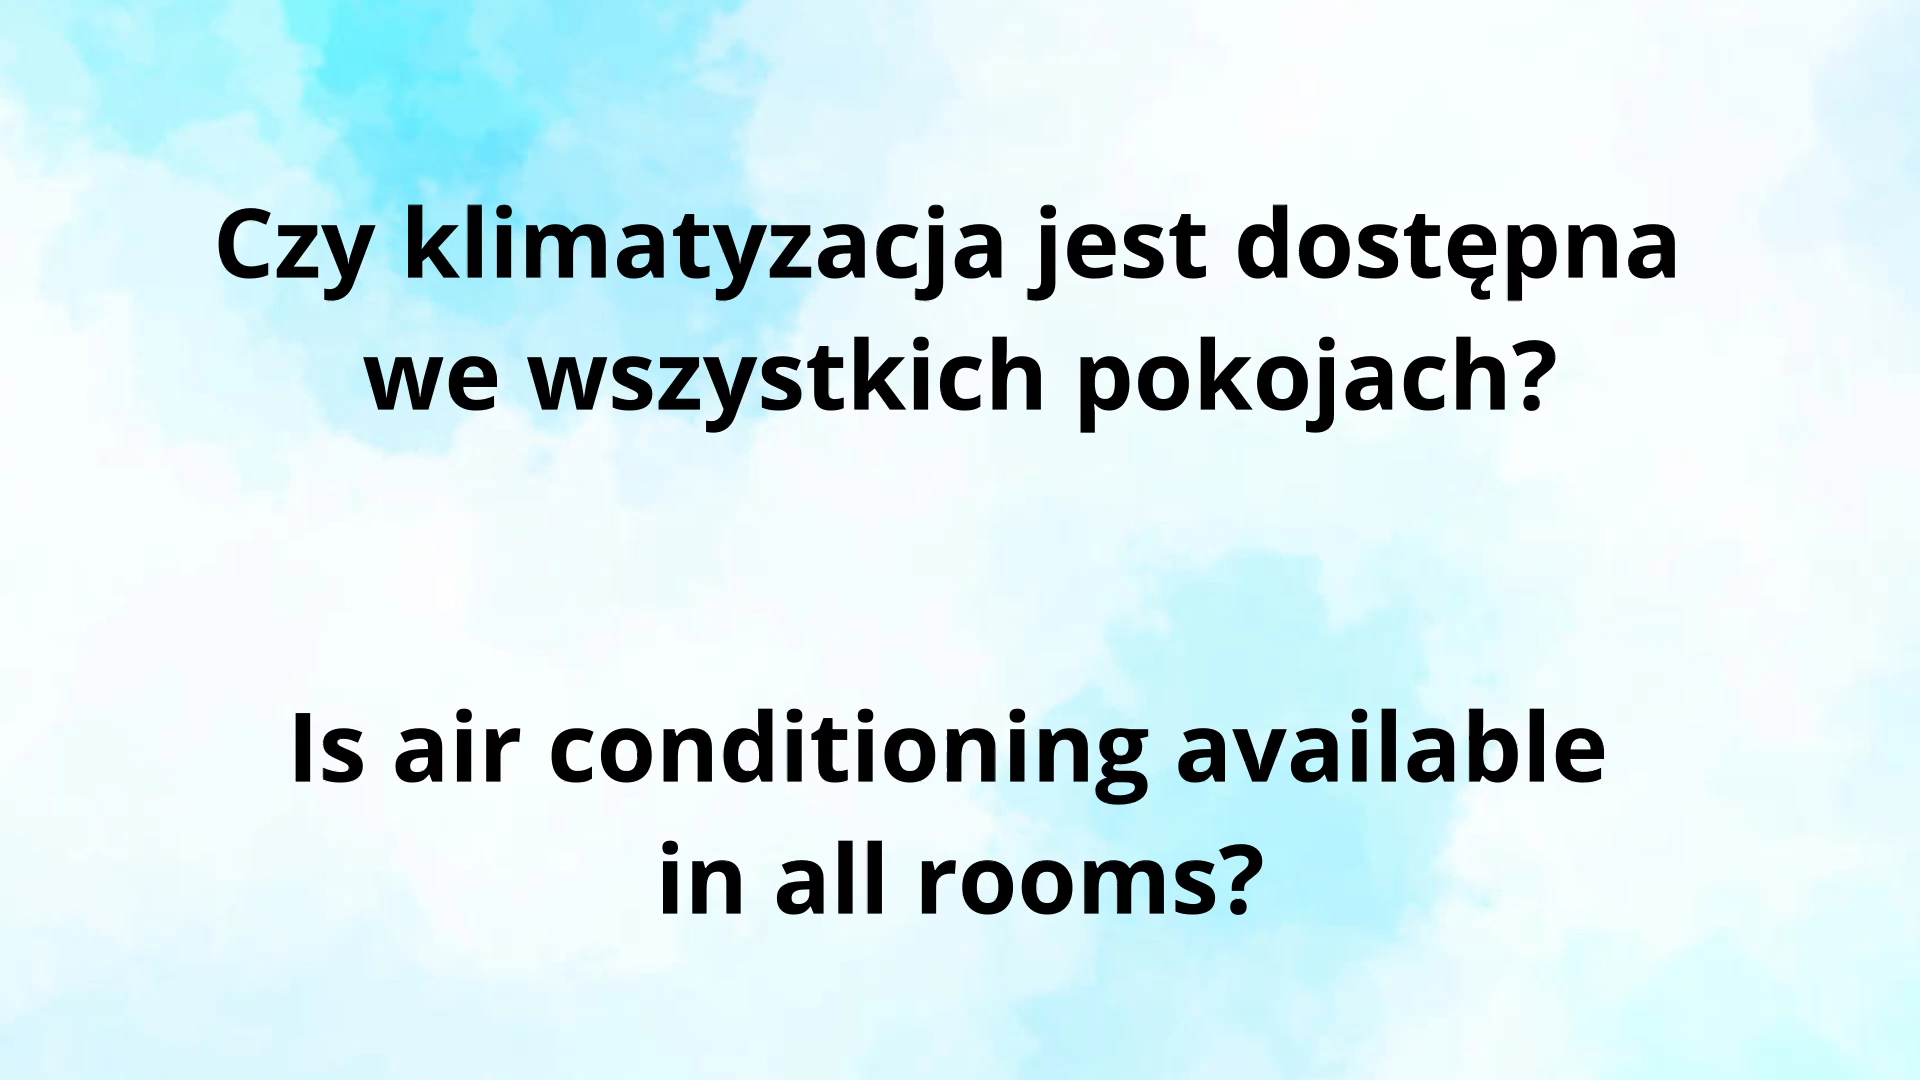 Czy klimatyzacja jest dostępna
we wszystkich pokojach?
Is air conditioning available
in all rooms?